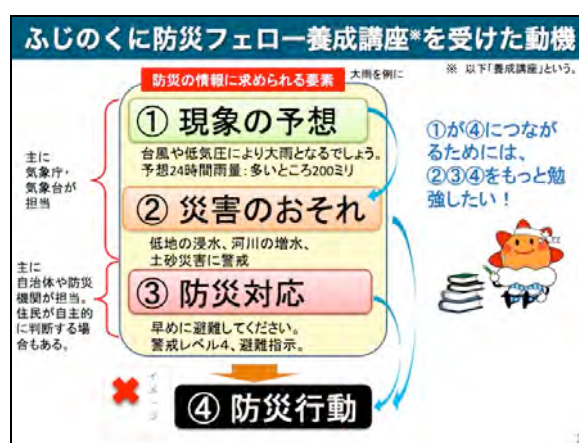 ふじのくに防災フェロー養成講座※を受けた動機
※ 以下「養成講座」という。
防災の情報に求められる要素
大雨を例に
① 現象の予想
台風や低気圧により大雨となるでしょう。
予想24時間雨量：多いところ200ミリ
主に
気象庁・
気象台が
担当
② 災害のおそれ
低地の浸水、河川の増水、
土砂災害に警戒
主に
自治体や防災
機関が担当。
住民が自主的
に判断する場
合もある。
③ 防災対応
早めに避難してください。
警戒レベル4、避難指示。
④ 防災行動
①が④につなが
るためには、
②③④をもっと勉
強したい！